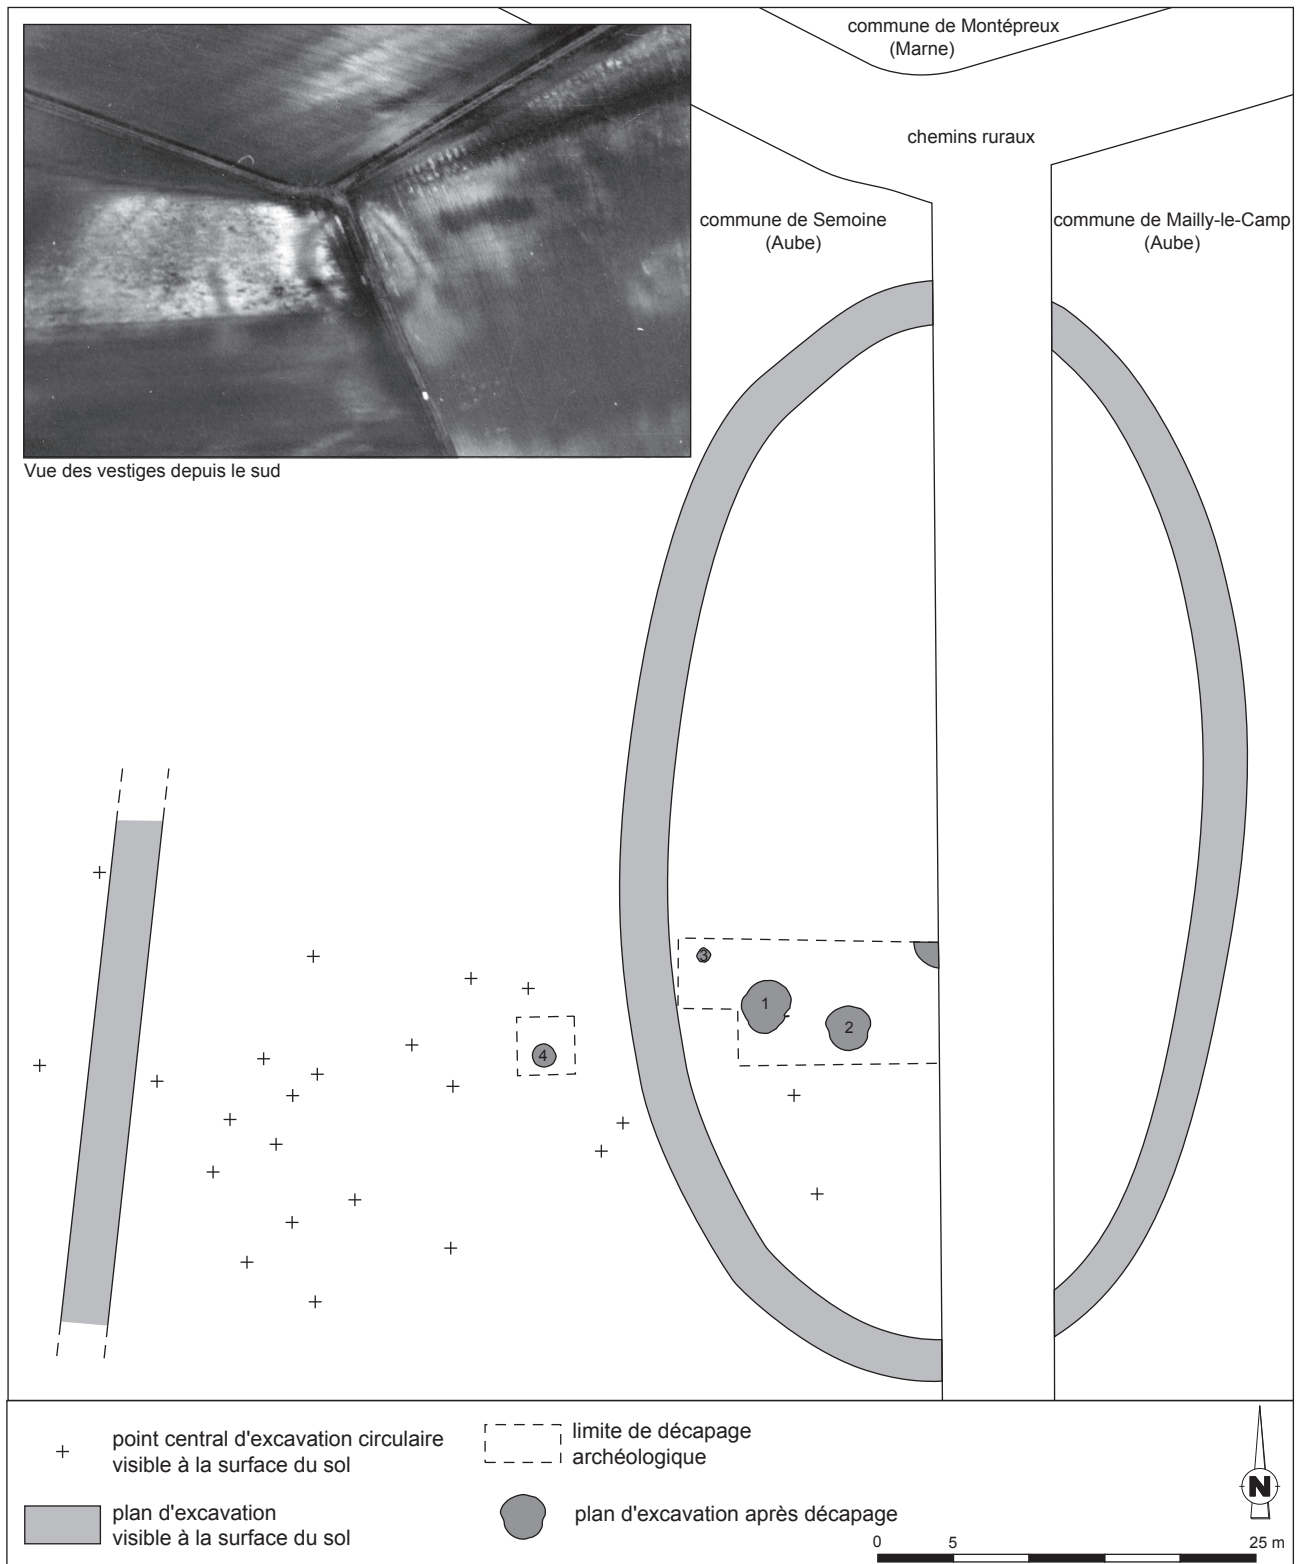 commune de Montépreux
(Marne)
chemins ruraux
commune de Semoine
(Aube)
commune de Mailly-le-Camp
(Aube)
Vue des vestiges depuis le sud
3
1
2
4
point central d'excavation circulaire
visible à la surface du sol
limite de décapage
archéologique
plan d'excavation
visible à la surface du sol
plan d'excavation après décapage
N
0 5 25 m